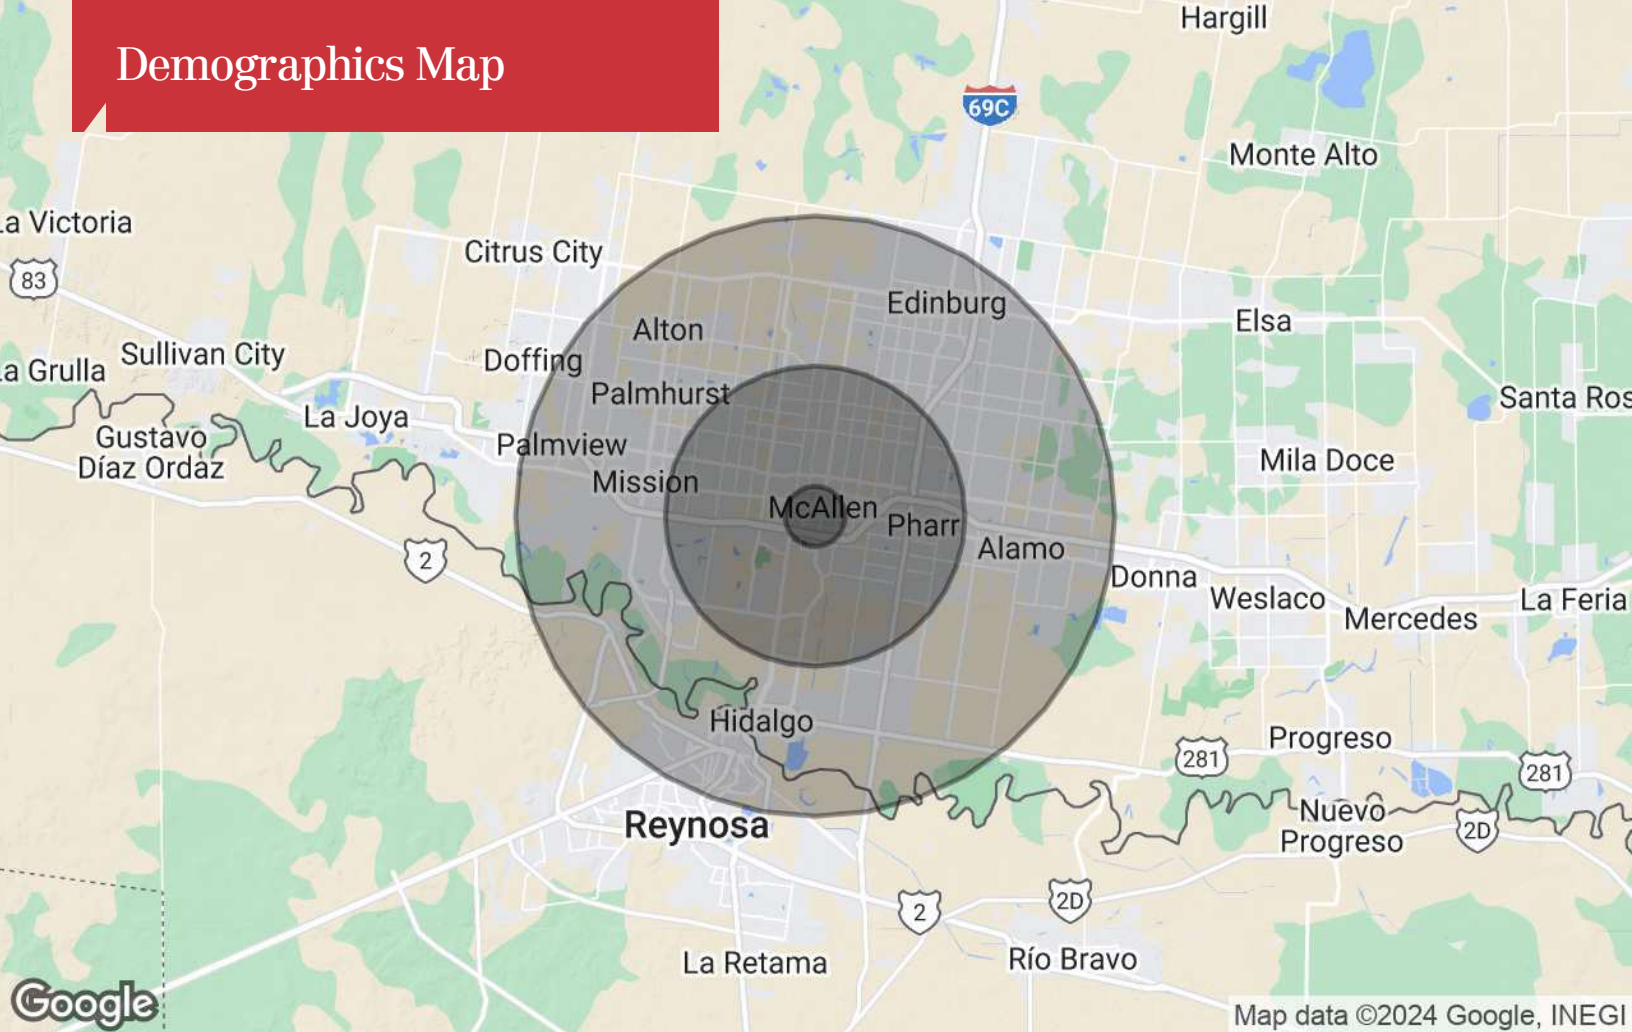 Demographics Map
Hargill
69C
Monte Alto
La Victoria
83
Citrus City
Edinburg
Alton
Elsa
Sullivan City
Doffing
La Grulla
Palmhurst
Santa Ros
La Joya
Gustavo
Díaz Ordaz
Palmview
Mila Doce
Mission
McAllen
Pharr
Alamo
2
Donna
Weslaco
La Feria
Mercedes
Hidalgo
Progreso
281
281
Reynosa
Nuevo
Progreso
2D
2D
2
La Retama
Río Bravo
Google
Map data ©2024 Google, INEGI